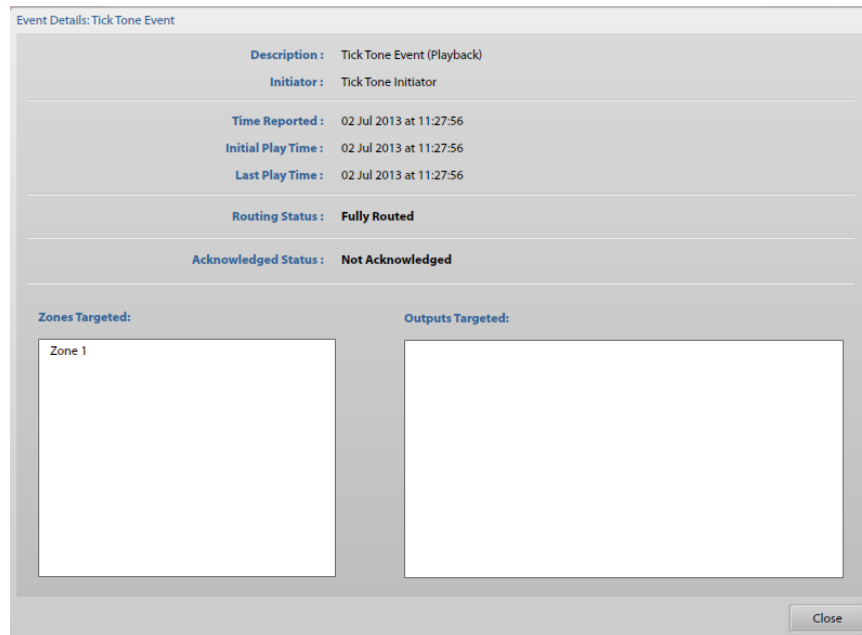 Event Details: Tick Tone Event
Description : Tick Tone Event (Playback)
Initiator : Tick Tone Initiator
Time Reported : 02 Jul 2013 at 11:27:56
Initial Play Time : 02 Jul 2013 at 11:27:56
Last Play Time : 02 Jul 2013 at 11:27:56
Routing Status : Fully Routed
Acknowledged Status : Not Acknowledged
Zones Targeted:
Zone 1
Outputs Targeted:
Close